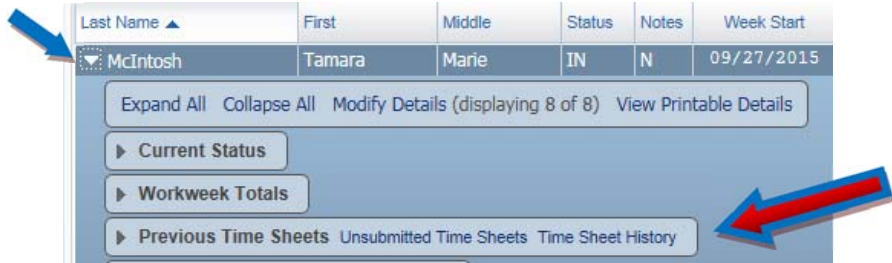 Last Name First Middle Status Notes Week Start
McIntosh Tamara Marie IN N 09/27/2015
Expand All Collapse All Modify Details (displaying 8 of 8) View Printable Details
Current Status
Workweek Totals
Previous Time Sheets Unsubmitted Time Sheets Time Sheet History